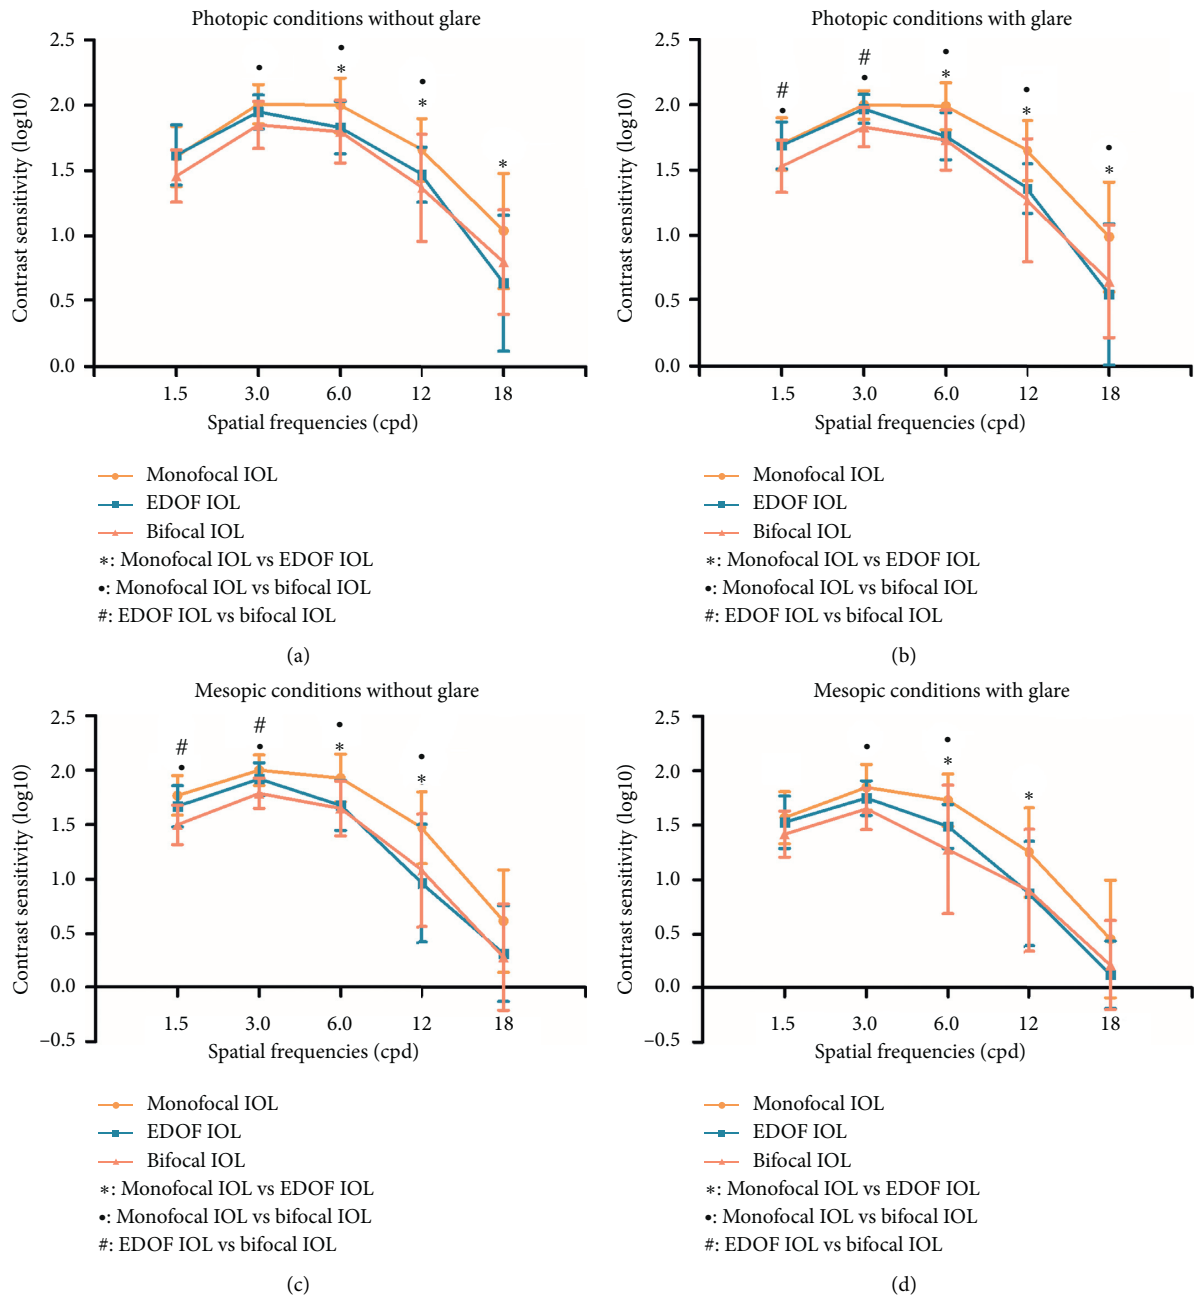 Photopic conditions without glare
2.5
2.0
1.5
1.0
0.5
0.0
Contrast sensitivity (log10)
• • • 
* * *
1.5 3.0 6.0 12 18
Spatial frequencies (cpd)
Monofocal IOL
EDOF IOL
Bifocal IOL
*: Monofocal IOL vs EDOF IOL
•: Monofocal IOL vs bifocal IOL
#: EDOF IOL vs bifocal IOL
(a)
Photopic conditions with glare
2.5
2.0
1.5
1.0
0.5
0.0
Contrast sensitivity (log10)
# #
• • • • •
* * *
1.5 3.0 6.0 12 18
Spatial frequencies (cpd)
Monofocal IOL
EDOF IOL
Bifocal IOL
*: Monofocal IOL vs EDOF IOL
•: Monofocal IOL vs bifocal IOL
#: EDOF IOL vs bifocal IOL
(b)
Mesopic conditions without glare
2.5
2.0
1.5
1.0
0.5
0.0
−0.5
Contrast sensitivity (log10)
# #
• • • •
* *
1.5 3.0 6.0 12 18
Spatial frequencies (cpd)
Monofocal IOL
EDOF IOL
Bifocal IOL
*: Monofocal IOL vs EDOF IOL
•: Monofocal IOL vs bifocal IOL
#: EDOF IOL vs bifocal IOL
(c)
Mesopic conditions with glare
2.5
2.0
1.5
1.0
0.5
0.0
−0.5
Contrast sensitivity (log10)
• •
* *
1.5 3.0 6.0 12 18
Spatial frequencies (cpd)
Monofocal IOL
EDOF IOL
Bifocal IOL
*: Monofocal IOL vs EDOF IOL
•: Monofocal IOL vs bifocal IOL
#: EDOF IOL vs bifocal IOL
(d)